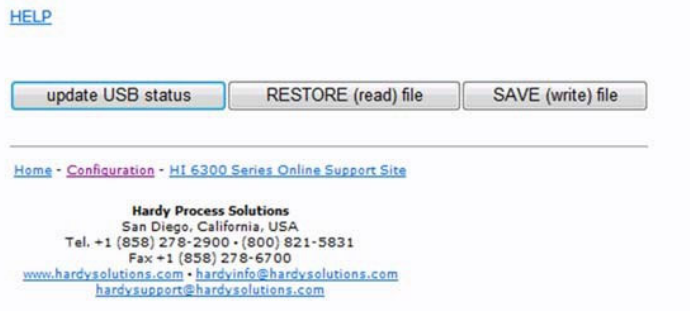 HELP
update USB status RESTORE (read) file SAVE (write) file
Home - Configuration - HI 6300 Series Online Support Site
Hardy Process Solutions
San Diego, California, USA
Tel. +1 (858) 278-2900 • (800) 821-5831
Fax +1 (858) 278-6700
www.hardysolutions.com • hardyinfo@hardysolutions.com
hardysupport@hardysolutions.com